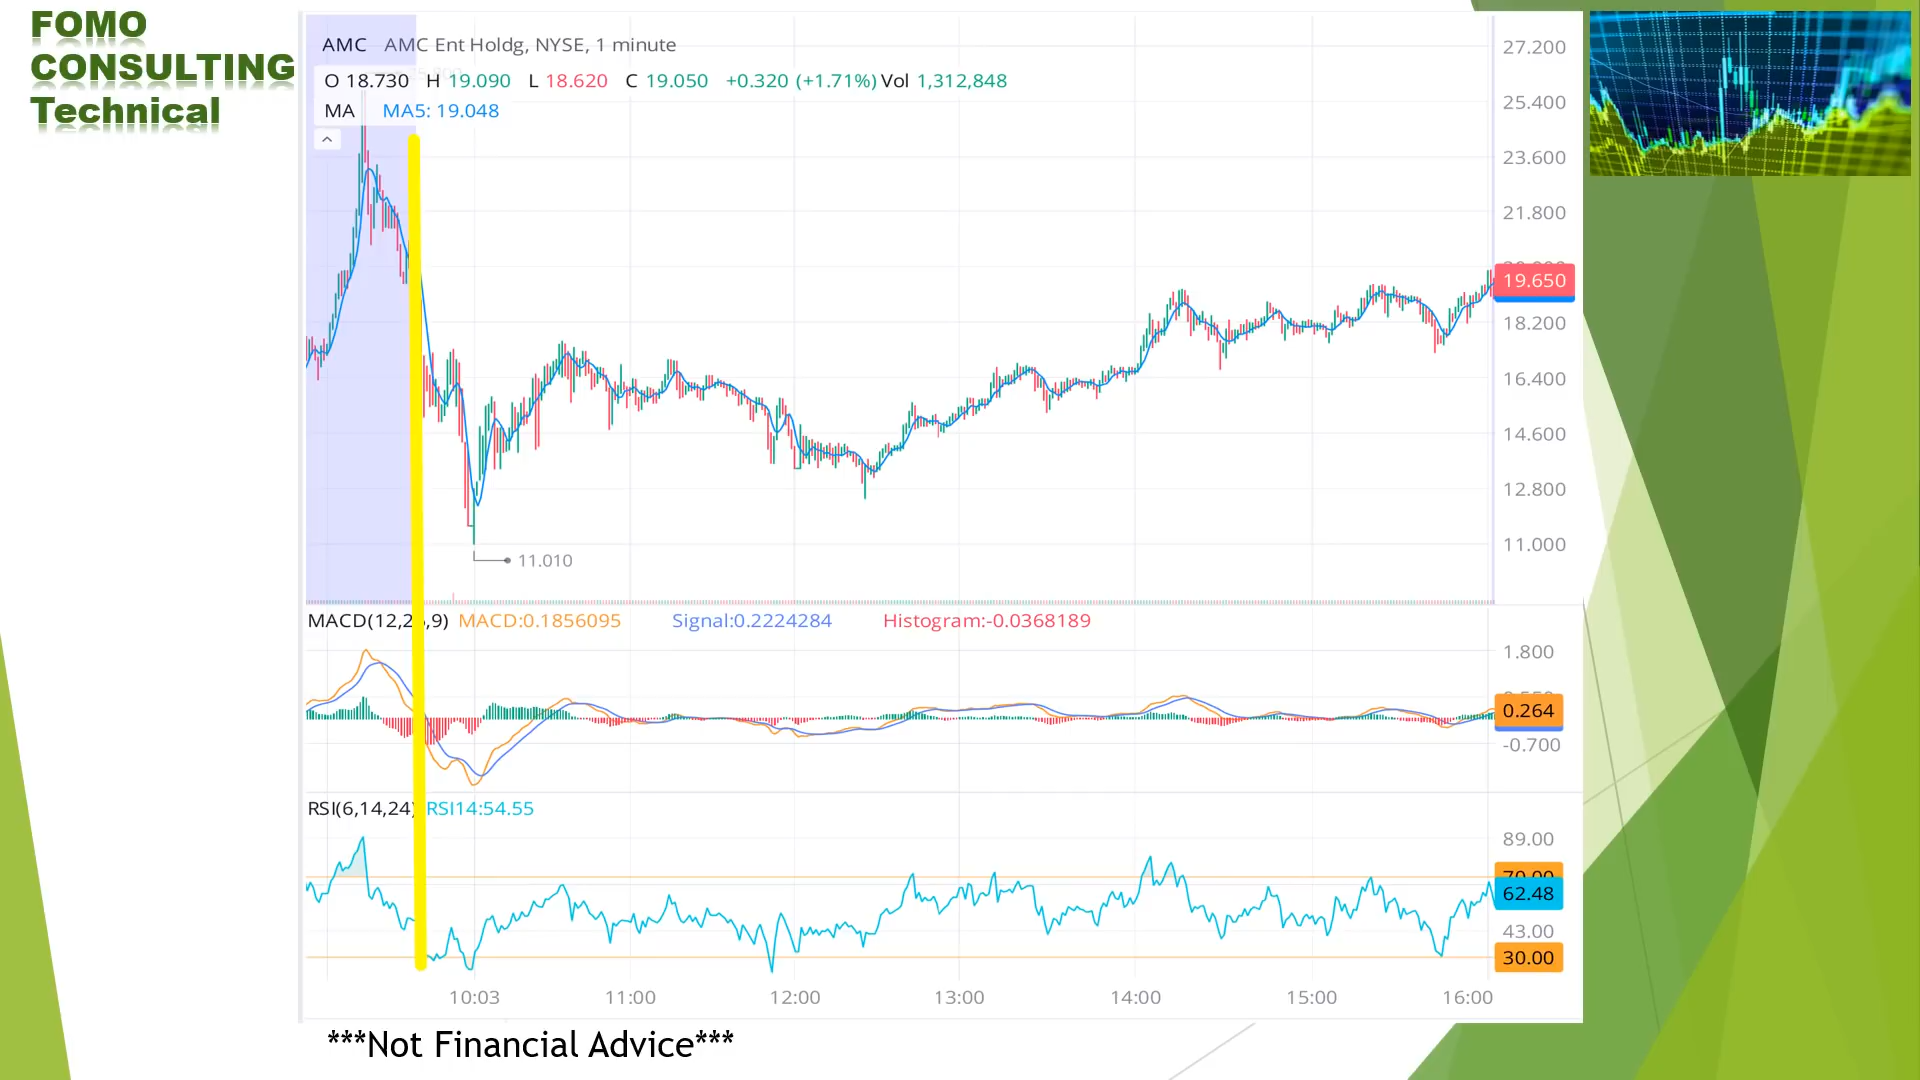 FOMO
CONSULTING
Technical
AMC AMC Ent Holdg, NYSE, 1 minute
O 18.730 H 19.090 L 18.620 C 19.050 +0.320 (+1.71%) Vol 1,312,848
MA MA5: 19.048
27.200
25.400
23.600
21.800
19.650
18.200
16.400
14.600
12.800
11.000
11.010
MACD(12,2 ,9) MACD:0.1856095 Signal:0.2224284 Histogram:-0.0368189
1.800
0.264
-0.700
RSI(6,14,24) RSI14:54.55
89.00
70.00
62.48
43.00
30.00
10:03 11:00 12:00 13:00 14:00 15:00 16:00
***Not Financial Advice***